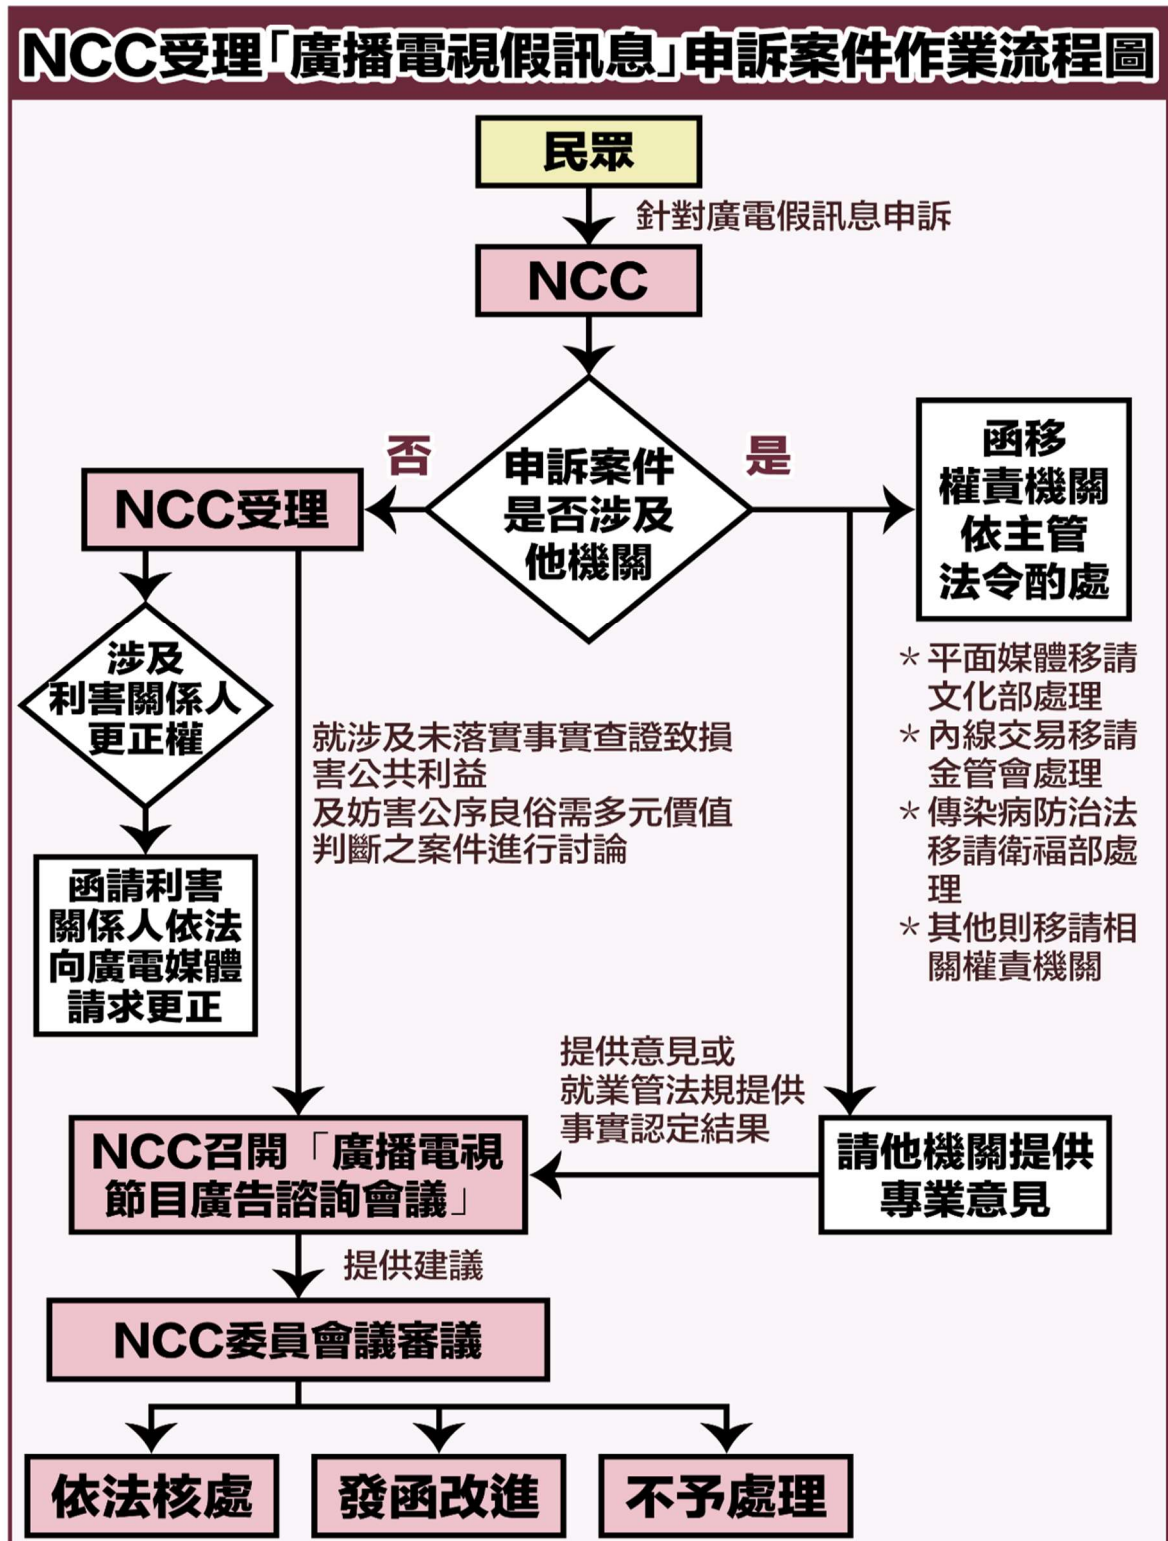 NCC受理「廣播電視假訊息」申訴案件作業流程圖
民眾
針對廣電假訊息申訴
NCC
申訴案件
是否涉及
他機關
否
是
NCC受理
函移
權責機關
依主管
法令酌處
涉及
利害關係人
更正權
＊平面媒體移請
文化部處理
＊內線交易移請
金管會處理
＊傳染病防治法
移請衛福部處
理
＊其他則移請相
關權責機關
就涉及未落實事實查證致損
害公共利益
及妨害公序良俗需多元價值
判斷之案件進行討論
函請利害
關係人依法
向廣電媒體
請求更正
提供意見或
就業管法規提供
事實認定結果
NCC召開「廣播電視
節目廣告諮詢會議」
請他機關提供
專業意見
提供建議
NCC委員會議審議
依法核處
發函改進
不予處理